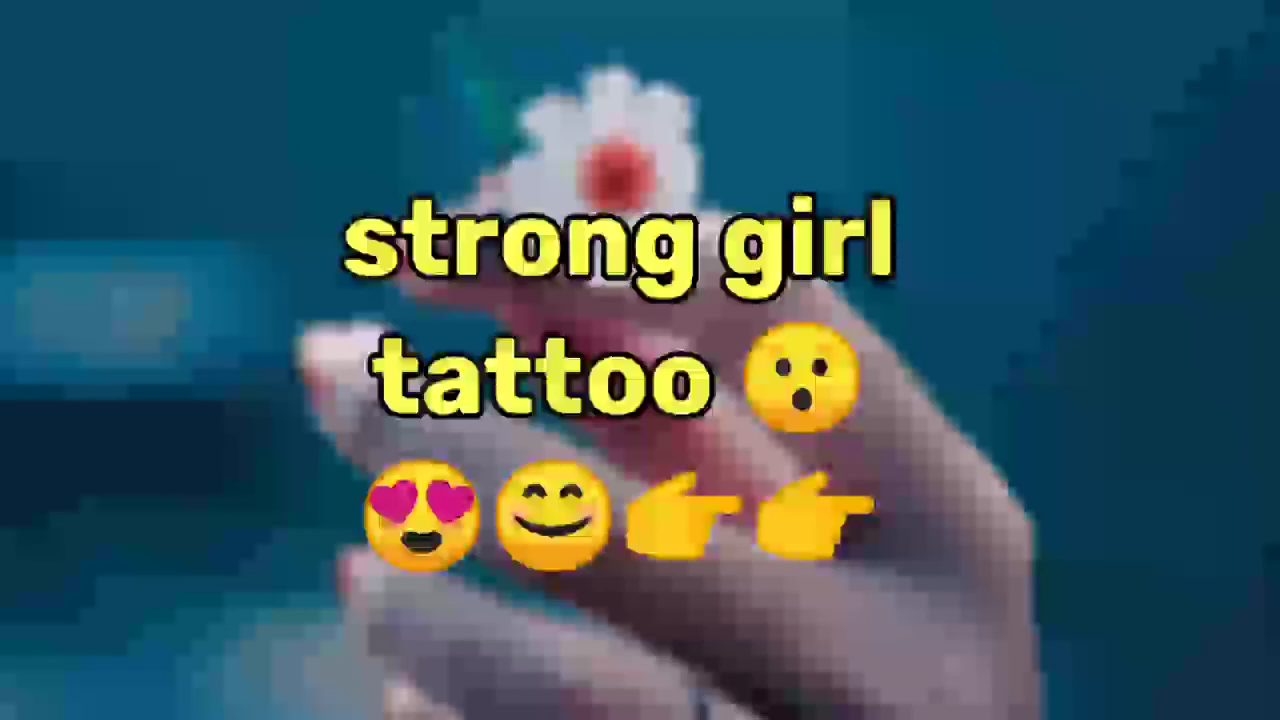 strong girl
tattoo 😯
😍😊👉👉